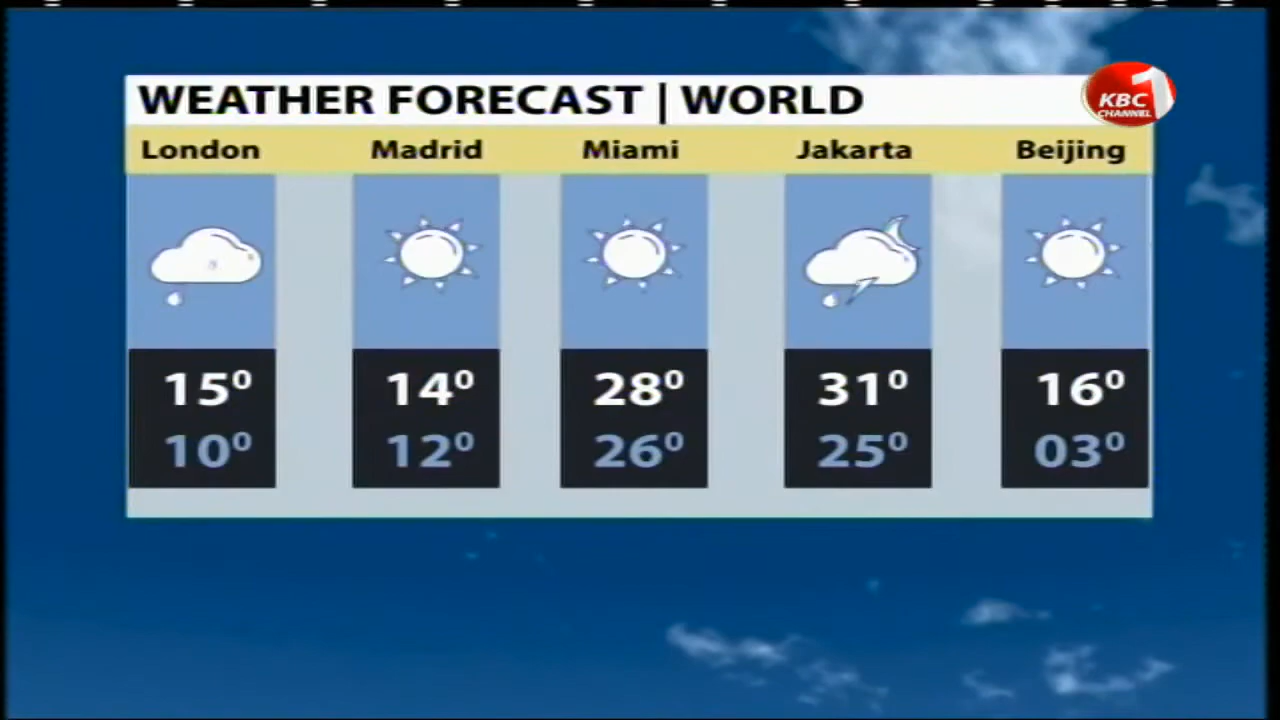 WEATHER FORECAST | WORLD
KBC 1
CHANNEL
London Madrid Miami Jakarta Beijing
15⁰ 14⁰ 28⁰ 31⁰ 16⁰
10⁰ 12⁰ 26⁰ 25⁰ 03⁰